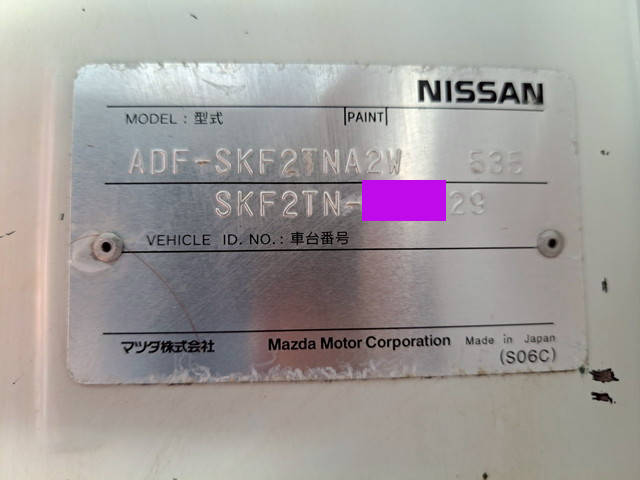 NISSAN
MODEL : 型式 PAINT
ADF-SKF2TNA2W 53E
SKF2TN- 29
VEHICLE ID. NO. : 車台番号
マツダ株式会社 Mazda Motor Corporation Made in Japan
(S06C)